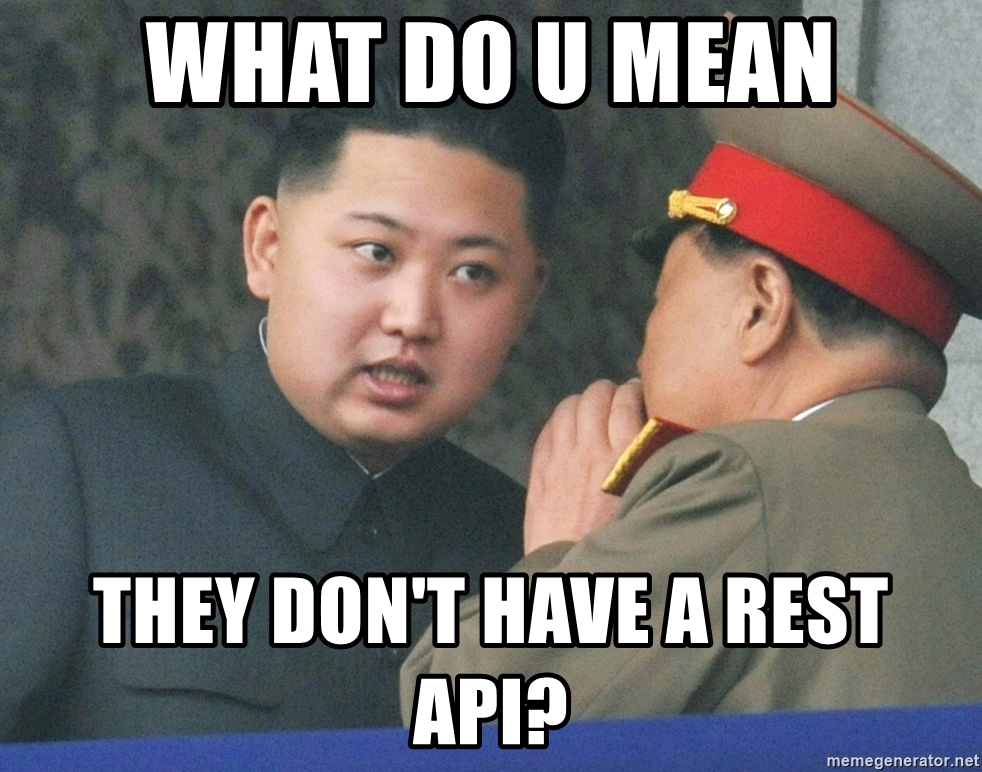 WHAT DO U MEAN
THEY DON'T HAVE A REST
API?
memegenerator.net